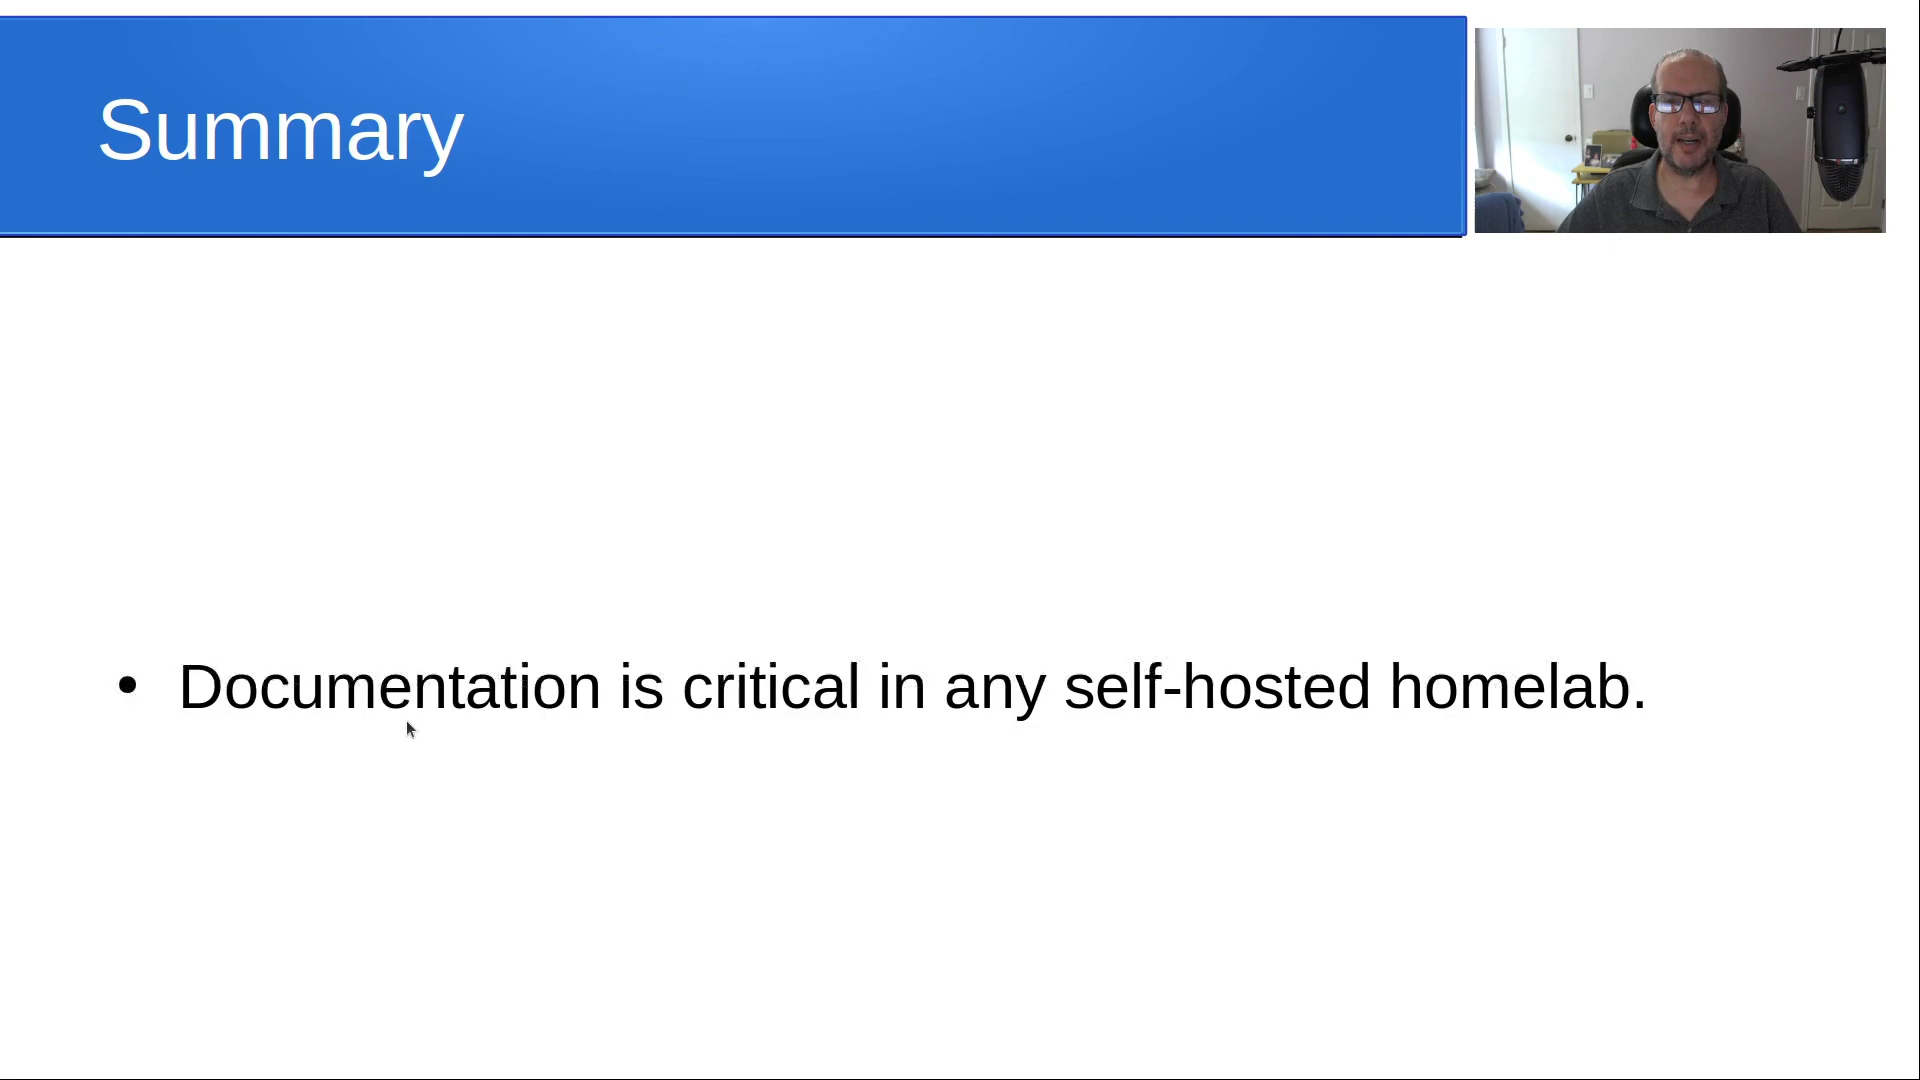 Summary
• Documentation is critical in any self-hosted homelab.